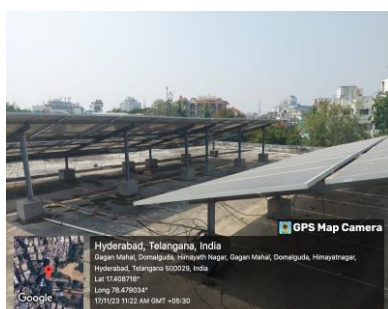 GPS Map Camera
Hyderabad, Telangana, India
Gagan Mahal, Domalguda, Himayath Nagar, Gagan Mahal, Domalguda, Himayatnagar,
Hyderabad, Telangana 500029, India
Lat 17.408718°
Long 78.479034°
17/11/23 11:22 AM GMT +05:30
Google